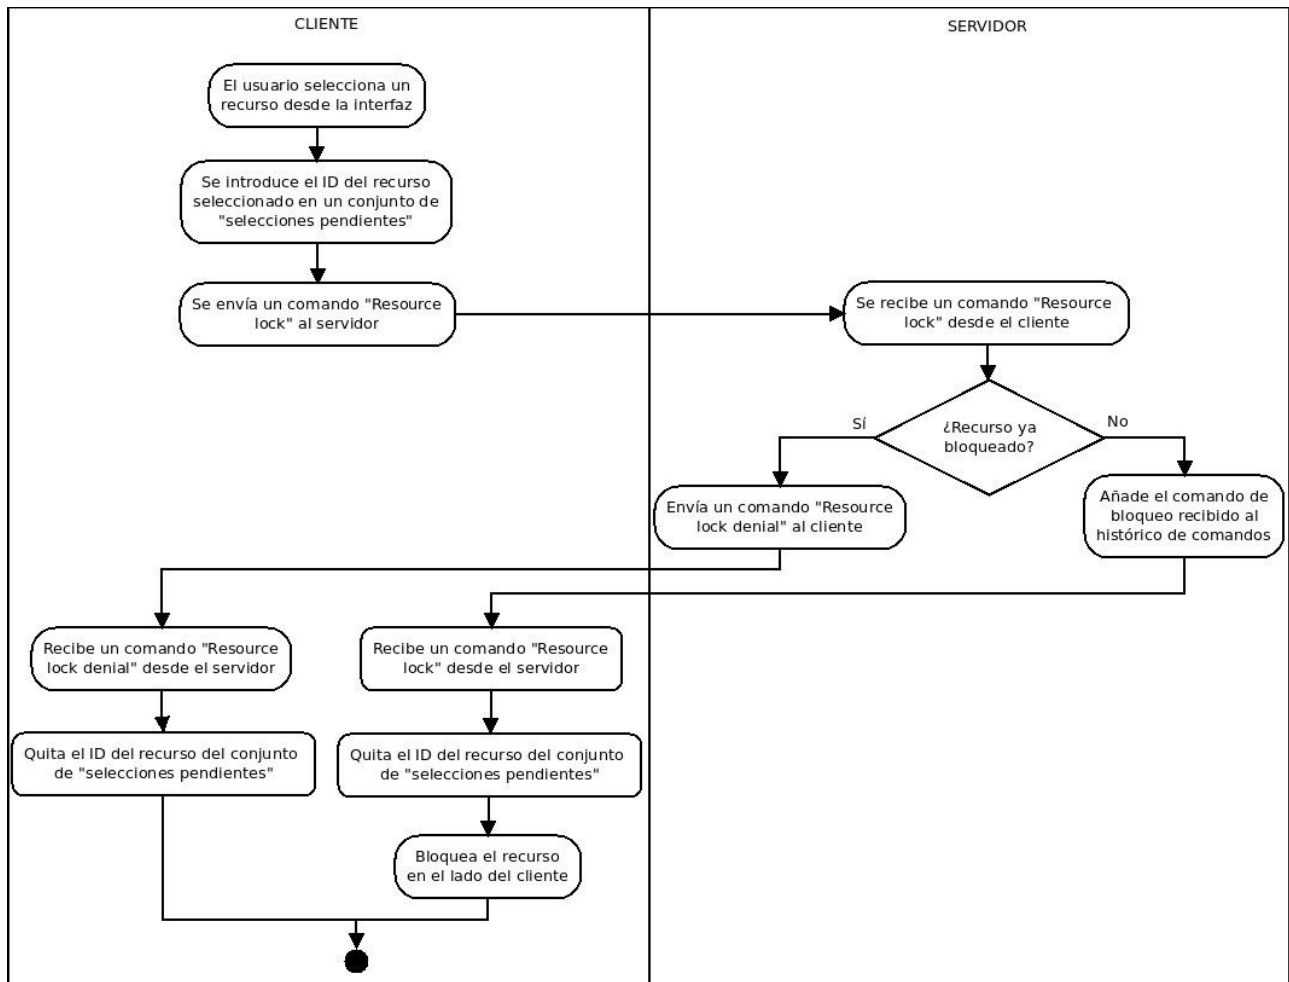 CLIENTE
SERVIDOR
El usuario selecciona un
recurso desde la interfaz
Se introduce el ID del recurso
seleccionado en un conjunto de
"selecciones pendientes"
Se envía un comando "Resource
lock" al servidor
Se recibe un comando "Resource
lock" desde el cliente
¿Recurso ya
bloqueado?
Sí
No
Envía un comando "Resource
lock denial" al cliente
Añade el comando de
bloqueo recibido al
histórico de comandos
Recibe un comando "Resource
lock denial" desde el servidor
Recibe un comando "Resource
lock" desde el servidor
Quita el ID del recurso del conjunto
de "selecciones pendientes"
Quita el ID del recurso del conjunto
de "selecciones pendientes"
Bloquea el recurso
en el lado del cliente